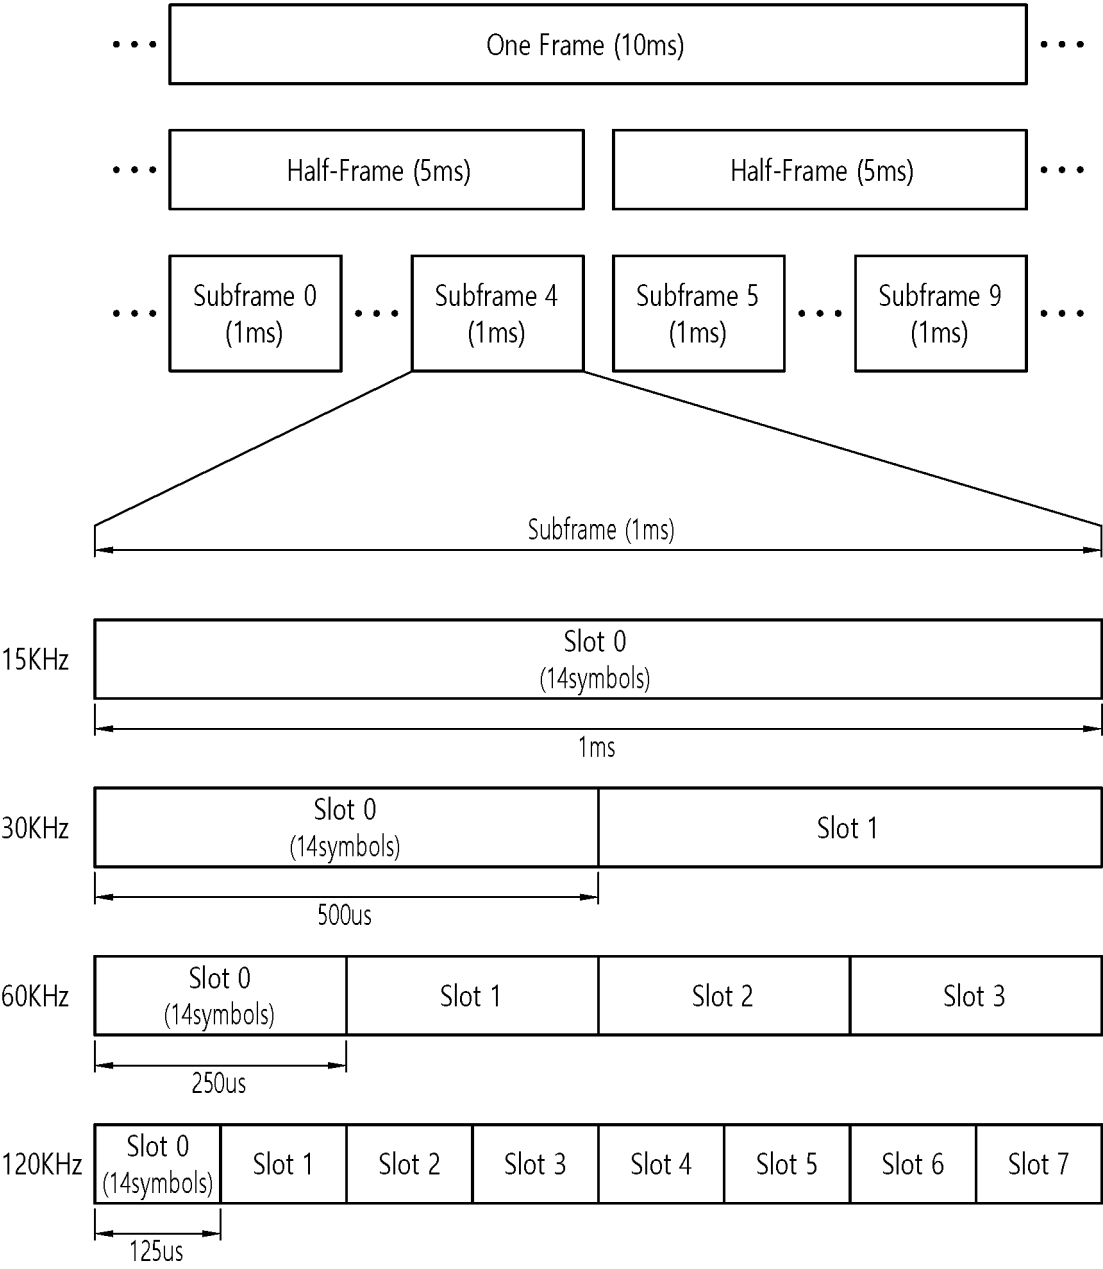 One Frame (10ms)
Half-Frame (5ms)
Half-Frame (5ms)
Subframe 0
(1ms)
Subframe 4
(1ms)
Subframe 5
(1ms)
Subframe 9
(1ms)
Subframe (1ms)
15KHz
Slot 0
(14symbols)
1ms
30KHz
Slot 0
(14symbols)
Slot 1
500us
60KHz
Slot 0
(14symbols)
Slot 1
Slot 2
Slot 3
250us
120KHz
Slot 0
(14symbols)
Slot 1
Slot 2
Slot 3
Slot 4
Slot 5
Slot 6
Slot 7
125us